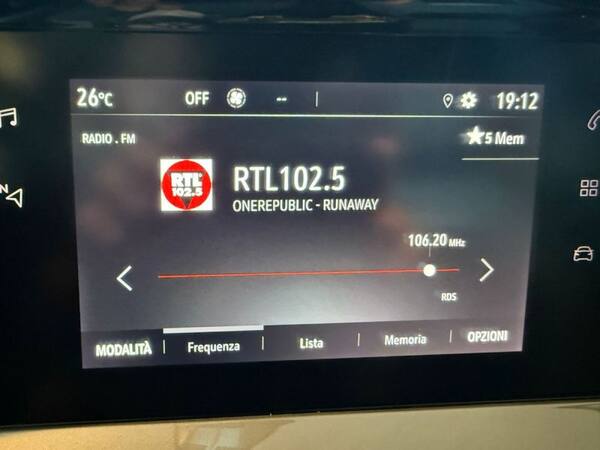 26°C OFF -- 19:12
RADIO . FM
5 Mem
RTL
102.5
RTL102.5
ONEREPUBLIC - RUNAWAY
106.20 MHz
RDS
MODALITÀ Frequenza Lista Memoria OPZIONI
N